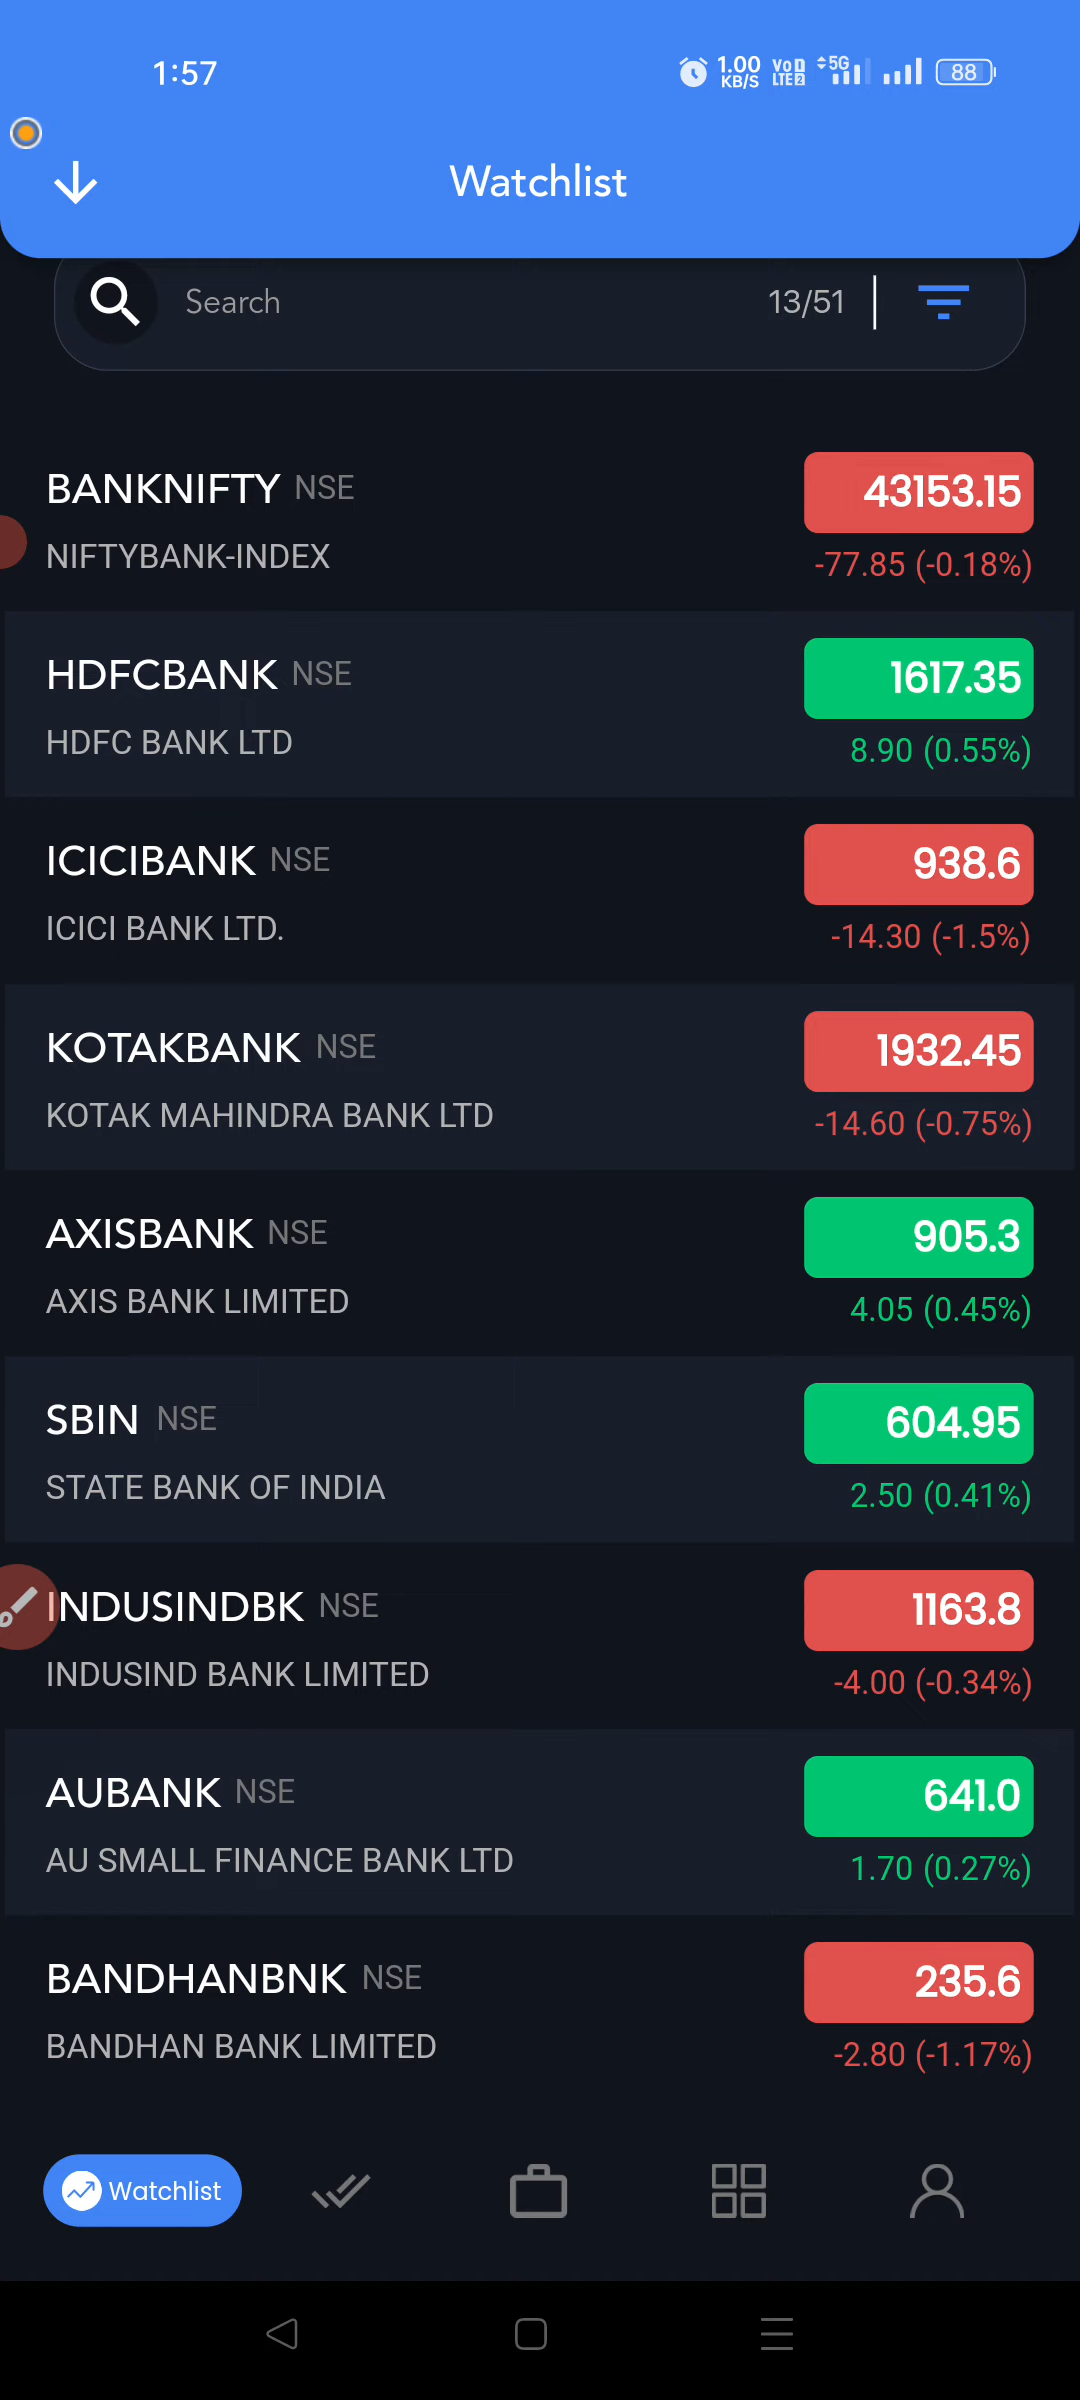 1:57
1.00 KB/S VoD LTE2 5G 88
Watchlist
Search 13/51
BANKNIFTY NSE 43153.15
NIFTYBANK-INDEX -77.85 (-0.18%)
HDFCBANK NSE 1617.35
HDFC BANK LTD 8.90 (0.55%)
ICICIBANK NSE 938.6
ICICI BANK LTD. -14.30 (-1.5%)
KOTAKBANK NSE 1932.45
KOTAK MAHINDRA BANK LTD -14.60 (-0.75%)
AXISBANK NSE 905.3
AXIS BANK LIMITED 4.05 (0.45%)
SBIN NSE 604.95
STATE BANK OF INDIA 2.50 (0.41%)
INDUSINDBK NSE 1163.8
INDUSIND BANK LIMITED -4.00 (-0.34%)
AUBANK NSE 641.0
AU SMALL FINANCE BANK LTD 1.70 (0.27%)
BANDHANBNK NSE 235.6
BANDHAN BANK LIMITED -2.80 (-1.17%)
Watchlist